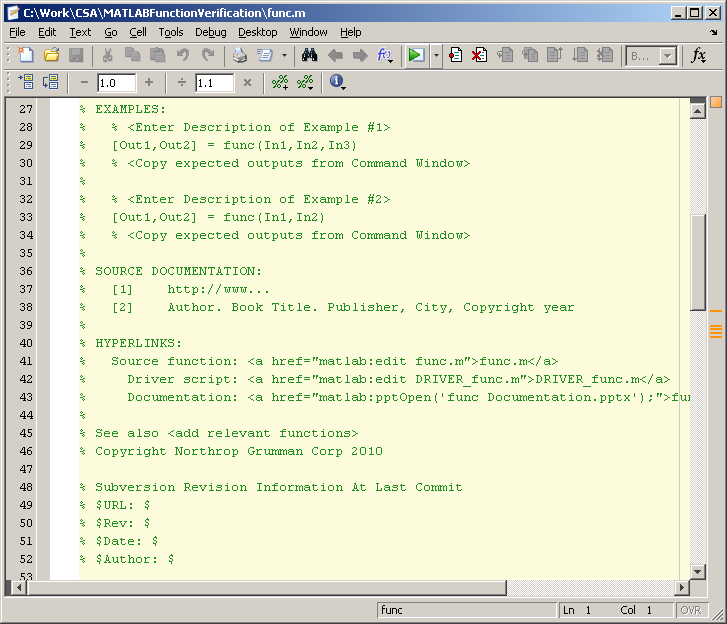 C:\Work\CSA\MATLABFunctionVerification\func.m
File Edit Text Go Cell Tools Debug Desktop Window Help
B...
fx
− 1.0 + ÷ 1.1 ×
27 % EXAMPLES:
28 %   % <Enter Description of Example #1>
29 %   [Out1,Out2] = func(In1,In2,In3)
30 %   % <Copy expected outputs from Command Window>
31 %
32 %   % <Enter Description of Example #2>
33 %   [Out1,Out2] = func(In1,In2)
34 %   % <Copy expected outputs from Command Window>
35 %
36 % SOURCE DOCUMENTATION:
37 %   [1]    http://www...
38 %   [2]    Author. Book Title. Publisher, City, Copyright year
39 %
40 % HYPERLINKS:
41 %   Source function: <a href="matlab:edit func.m">func.m</a>
42 %     Driver script: <a href="matlab:edit DRIVER_func.m">DRIVER_func.m</a>
43 %     Documentation: <a href="matlab:pptOpen('func Documentation.pptx');">fun
44 %
45 % See also <add relevant functions>
46 % Copyright Northrop Grumman Corp 2010
47
48 % Subversion Revision Information At Last Commit
49 % $URL: $
50 % $Rev: $
51 % $Date: $
52 % $Author: $
53
func Ln 1 Col 1 OVR